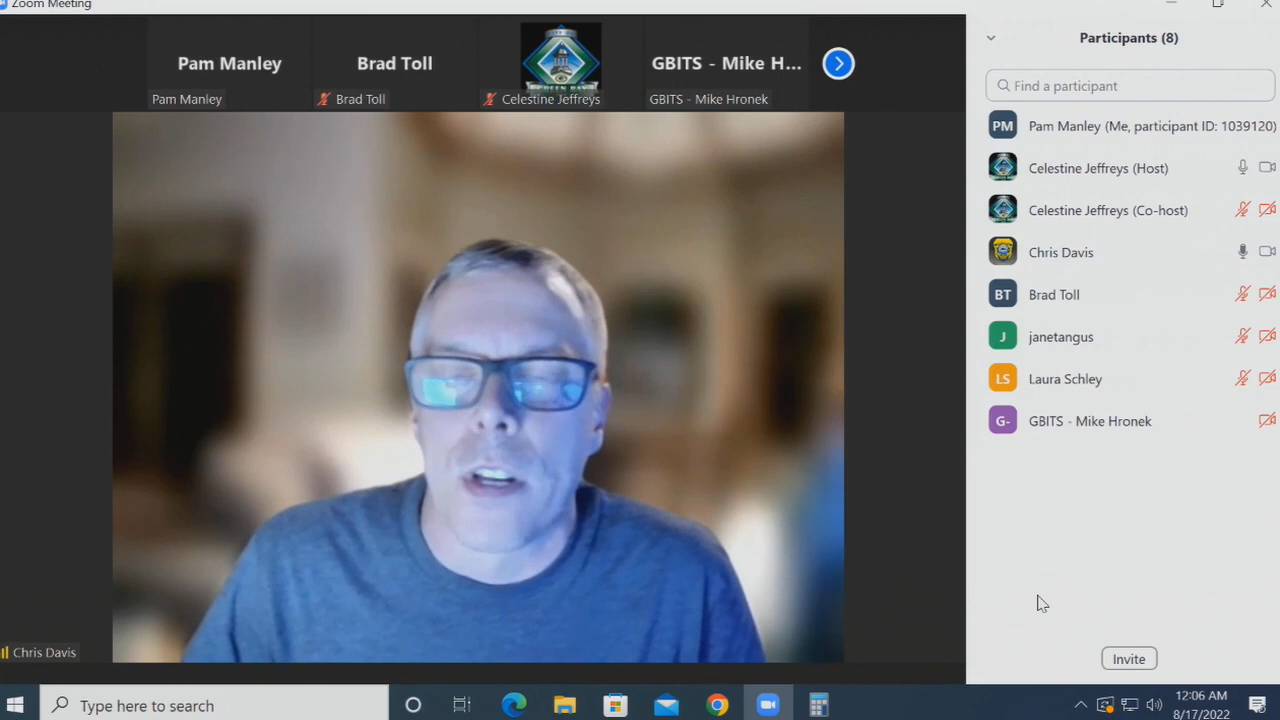 Zoom Meeting
Pam Manley
Brad Toll
GBITS - Mike H...
Pam Manley
Brad Toll
GREEN BAY
Celestine Jeffreys
GBITS - Mike Hronek
Chris Davis
Participants (8)
Find a participant
PM Pam Manley (Me, participant ID: 1039120)
Celestine Jeffreys (Host)
Celestine Jeffreys (Co-host)
Chris Davis
BT Brad Toll
J janetangus
LS Laura Schley
G- GBITS - Mike Hronek
Invite
Type here to search
12:06 AM
8/17/2022